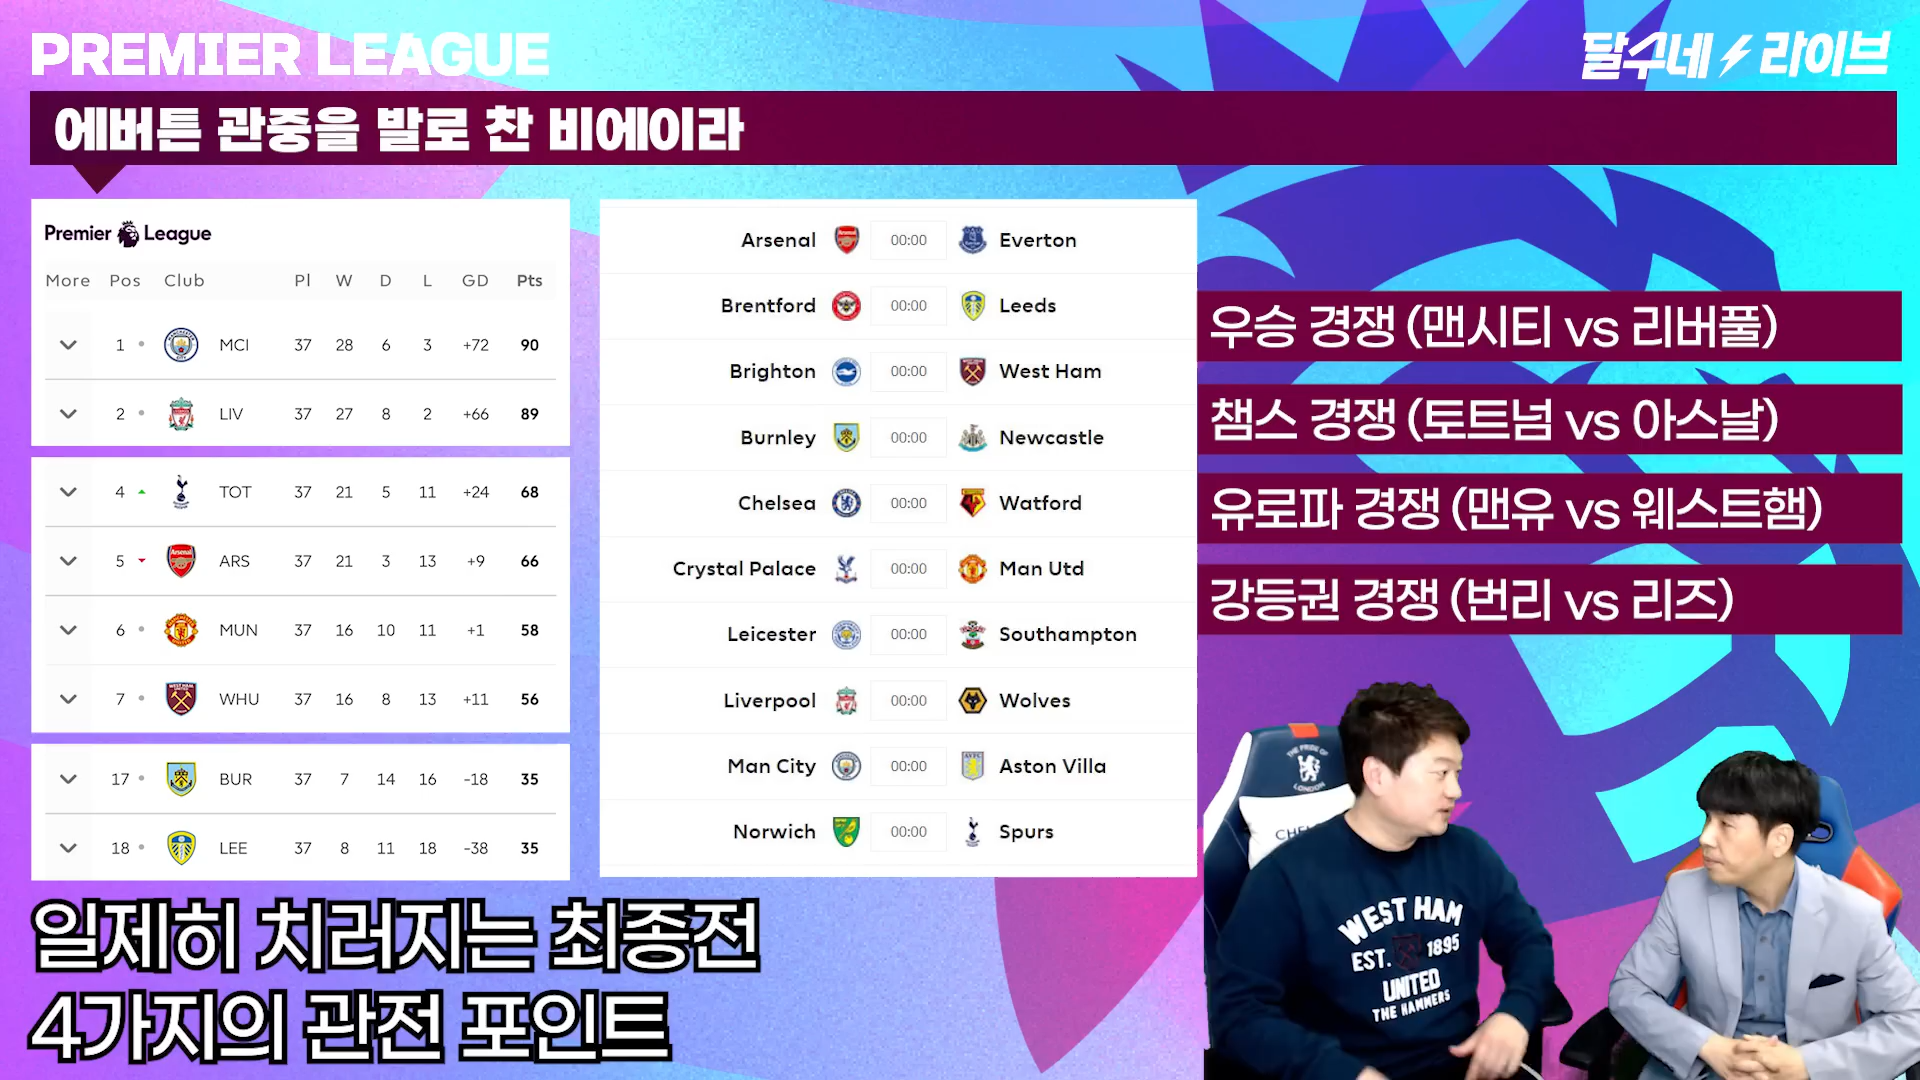 PREMIER LEAGUE
달수네 라이브
에버튼 관중을 발로 찬 비에이라
Premier League
More Pos Club Pl W D L GD Pts
1 MCI 37 28 6 3 +72 90
2 LIV 37 27 8 2 +66 89
4 TOT 37 21 5 11 +24 68
5 ARS 37 21 3 13 +9 66
6 MUN 37 16 10 11 +1 58
7 WHU 37 16 8 13 +11 56
17 BUR 37 7 14 16 -18 35
18 LEE 37 8 11 18 -38 35
Arsenal 00:00 Everton
Brentford 00:00 Leeds
Brighton 00:00 West Ham
Burnley 00:00 Newcastle
Chelsea 00:00 Watford
Crystal Palace 00:00 Man Utd
Leicester 00:00 Southampton
Liverpool 00:00 Wolves
Man City 00:00 Aston Villa
Norwich 00:00 Spurs
우승 경쟁 (맨시티 vs 리버풀)
챔스 경쟁 (토트넘 vs 아스날)
유로파 경쟁 (맨유 vs 웨스트햄)
강등권 경쟁 (번리 vs 리즈)
THE PRIDE OF
LONDON
WEST HAM
EST. 1895
UNITED
THE HAMMERS
일제히 치러지는 최종전
4가지의 관전 포인트